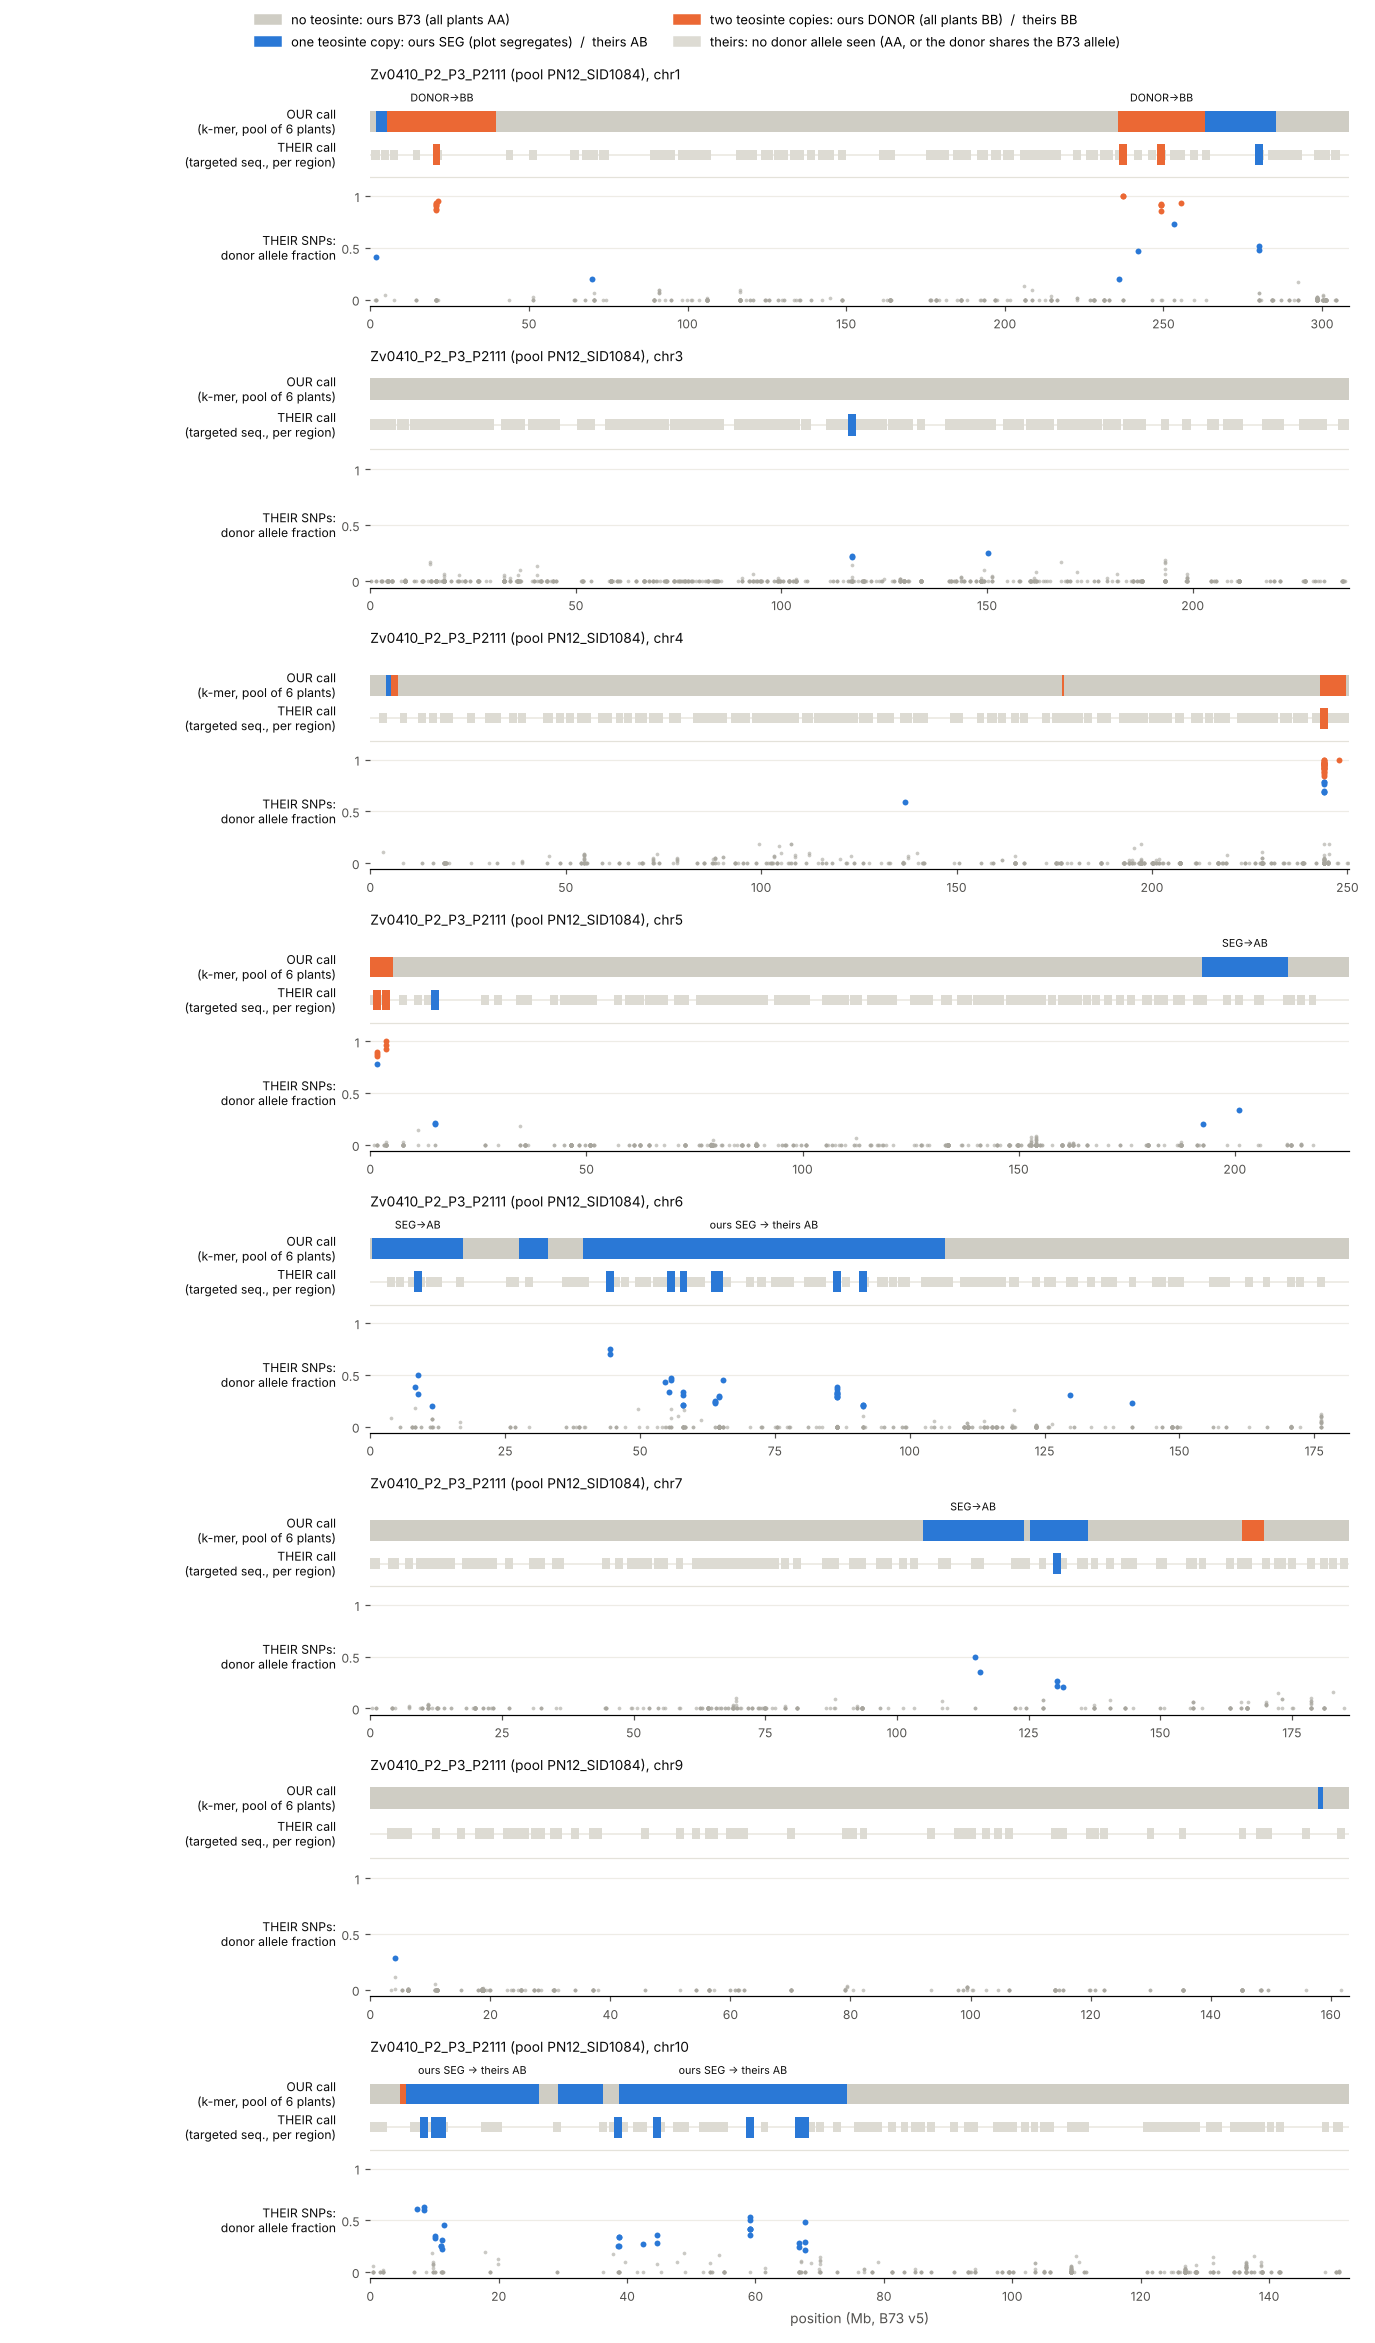 no teosinte: ours B73 (all plants AA)
two teosinte copies: ours DONOR (all plants BB)  /  theirs BB
one teosinte copy: ours SEG (plot segregates)  /  theirs AB
theirs: no donor allele seen (AA, or the donor shares the B73 allele)
Zv0410_P2_P3_P2111 (pool PN12_SID1084), chr1
DONOR→BB DONOR→BB
OUR call
(k-mer, pool of 6 plants)
THEIR call
(targeted seq., per region)
1
THEIR SNPs:
donor allele fraction
0.5
0
0 50 100 150 200 250 300
Zv0410_P2_P3_P2111 (pool PN12_SID1084), chr3
OUR call
(k-mer, pool of 6 plants)
THEIR call
(targeted seq., per region)
1
THEIR SNPs:
donor allele fraction
0.5
0
0 50 100 150 200
Zv0410_P2_P3_P2111 (pool PN12_SID1084), chr4
OUR call
(k-mer, pool of 6 plants)
THEIR call
(targeted seq., per region)
1
THEIR SNPs:
donor allele fraction
0.5
0
0 50 100 150 200 250
Zv0410_P2_P3_P2111 (pool PN12_SID1084), chr5
SEG→AB
OUR call
(k-mer, pool of 6 plants)
THEIR call
(targeted seq., per region)
1
THEIR SNPs:
donor allele fraction
0.5
0
0 50 100 150 200
Zv0410_P2_P3_P2111 (pool PN12_SID1084), chr6
SEG→AB ours SEG → theirs AB
OUR call
(k-mer, pool of 6 plants)
THEIR call
(targeted seq., per region)
1
THEIR SNPs:
donor allele fraction
0.5
0
0 25 50 75 100 125 150 175
Zv0410_P2_P3_P2111 (pool PN12_SID1084), chr7
SEG→AB
OUR call
(k-mer, pool of 6 plants)
THEIR call
(targeted seq., per region)
1
THEIR SNPs:
donor allele fraction
0.5
0
0 25 50 75 100 125 150 175
Zv0410_P2_P3_P2111 (pool PN12_SID1084), chr9
OUR call
(k-mer, pool of 6 plants)
THEIR call
(targeted seq., per region)
1
THEIR SNPs:
donor allele fraction
0.5
0
0 20 40 60 80 100 120 140 160
Zv0410_P2_P3_P2111 (pool PN12_SID1084), chr10
ours SEG → theirs AB ours SEG → theirs AB
OUR call
(k-mer, pool of 6 plants)
THEIR call
(targeted seq., per region)
1
THEIR SNPs:
donor allele fraction
0.5
0
0 20 40 60 80 100 120 140
position (Mb, B73 v5)